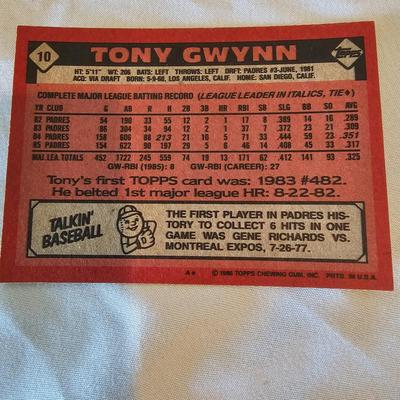 10
TONY GWYNN
Topps
HT: 5'11" WT: 206 BATS: LEFT THROWS: LEFT DRFT: PADRES #3-JUNE, 1981
ACQ: VIA DRAFT BORN: 5-9-60, LOS ANGELES, CALIF. HOME: SAN DIEGO, CALIF.
COMPLETE MAJOR LEAGUE BATTING RECORD (LEAGUE LEADER IN ITALICS, TIE♦)
YR CLUB G AB R H 2B 3B HR RBI SB SLG BB SO AVG
82 PADRES 54 190 33 55 12 2 1 17 8 .389 14 16 .289
83 PADRES 86 304 34 94 12 2 1 37 7 .372 23 21 .309
84 PADRES 158 606 88 213 21 10 5 71 33 .444 59 23 .351
85 PADRES 154 622 90 197 29 5 6 46 14 .408 45 33 .317
MAJ. LEA. TOTALS 452 1722 245 559 74 19 13 171 62 .412 141 93 .325
GW-RBI (1985): 8 GW-RBI (CAREER): 27
Tony's first TOPPS card was: 1983 #482.
He belted 1st major league HR: 8-22-82.
TALKIN' BASEBALL
THE FIRST PLAYER IN PADRES HIS-
TORY TO COLLECT 6 HITS IN ONE
GAME WAS GENE RICHARDS VS.
MONTREAL EXPOS, 7-26-77.
A★ © 1986 TOPPS CHEWING GUM, INC. PRTD. IN U.S.A.